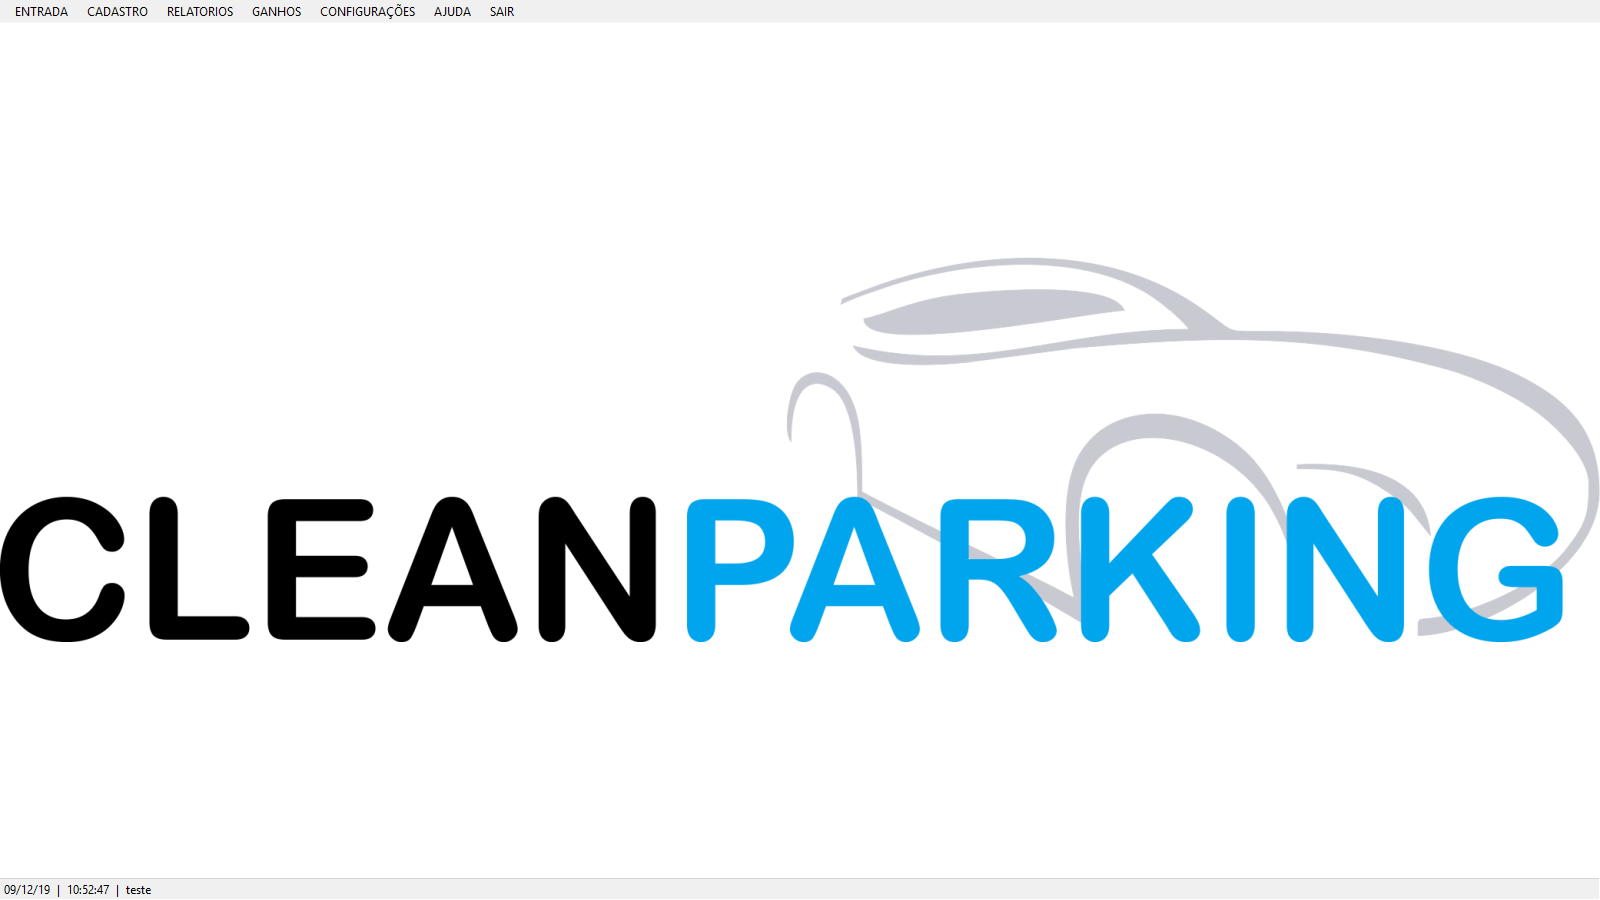 ENTRADA CADASTRO RELATORIOS GANHOS CONFIGURAÇÕES AJUDA SAIR
CLEANPARKING
09/12/19 | 10:52:47 | teste